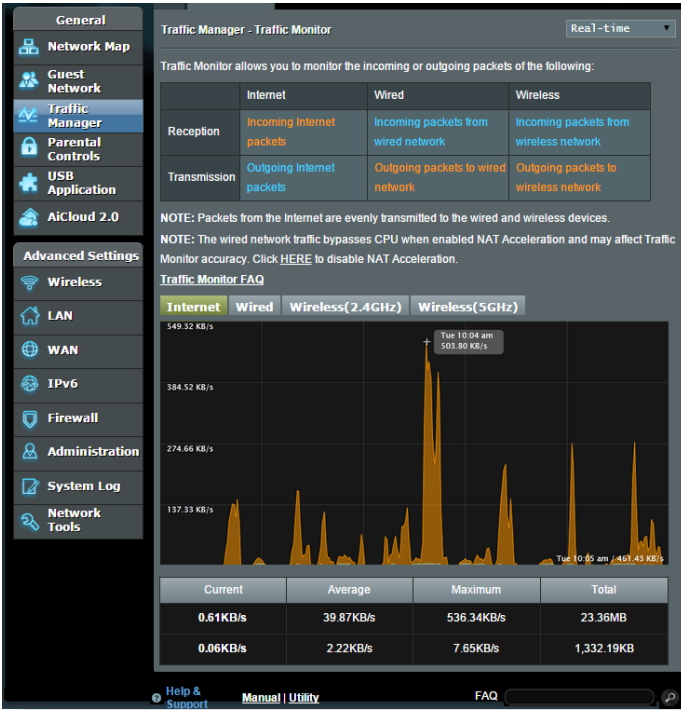 General
Network Map
Guest
Network
Traffic
Manager
Parental
Controls
USB
Application
AiCloud 2.0
Advanced Settings
Wireless
LAN
WAN
IPv6
Firewall
Administration
System Log
Network
Tools
Traffic Manager - Traffic Monitor
Real-time
Traffic Monitor allows you to monitor the incoming or outgoing packets of the following:
Internet Wired Wireless
Reception
Incoming Internet
packets
Incoming packets from
wired network
Incoming packets from
wireless network
Transmission
Outgoing Internet
packets
Outgoing packets to wired
network
Outgoing packets to
wireless network
NOTE: Packets from the Internet are evenly transmitted to the wired and wireless devices.
NOTE: The wired network traffic bypasses CPU when enabled NAT Acceleration and may affect Traffic
Monitor accuracy. Click HERE to disable NAT Acceleration.
Traffic Monitor FAQ
Internet Wired Wireless(2.4GHz) Wireless(5GHz)
549.32 KB/s
Tue 10:04 am
503.80 KB/s
384.52 KB/s
274.66 KB/s
137.33 KB/s
Tue 10:05 am / 461.43 KB/s
Current Average Maximum Total
0.61KB/s 39.87KB/s 536.34KB/s 23.36MB
0.06KB/s 2.22KB/s 7.65KB/s 1,332.19KB
Help &
Support
Manual | Utility
FAQ